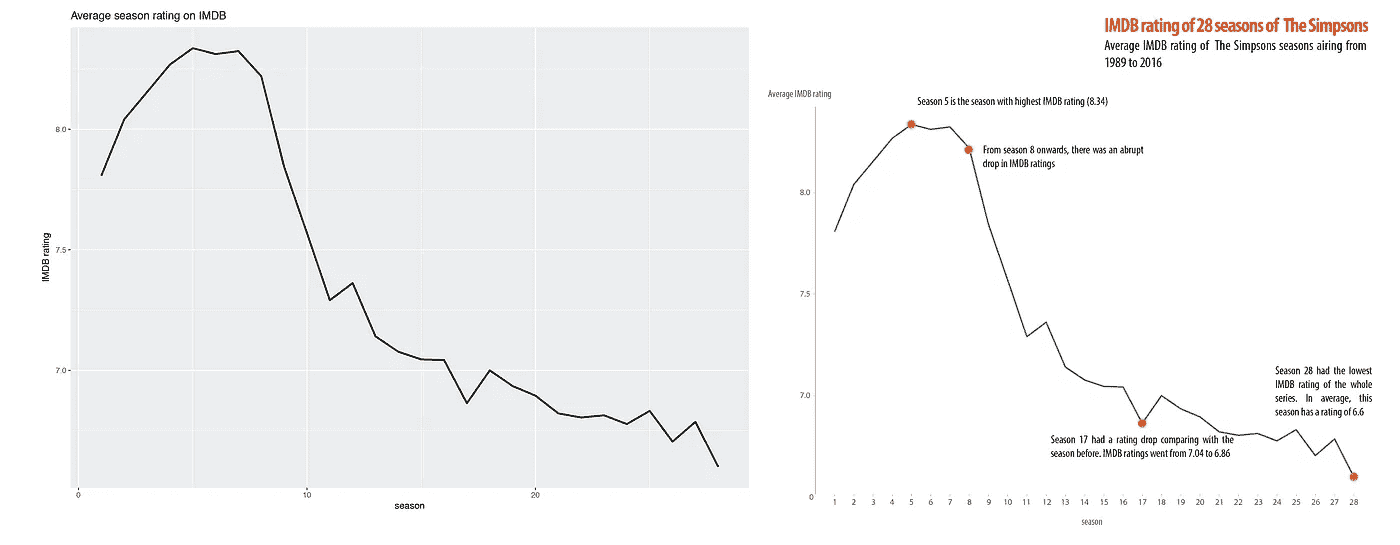 Average season rating on IMDB
8.0
7.5
7.0
IMDB rating
0
10
20
season
IMDB rating of 28 seasons of The Simpsons
Average IMDB rating of The Simpsons seasons airing from
1989 to 2016
Average IMDB rating
Season 5 is the season with highest IMDB rating (8.34)
From season 8 onwards, there was an abrupt
drop in IMDB ratings
8.0
7.5
7.0
0
Season 28 had the lowest
IMDB rating of the whole
series. In average, this
season has a rating of 6.6
Season 17 had a rating drop comparing with the
season before. IMDB ratings went from 7.04 to 6.86
1 2 3 4 5 6 7 8 9 10 11 12 13 14 15 16 17 18 19 20 21 22 23 24 25 26 27 28
season